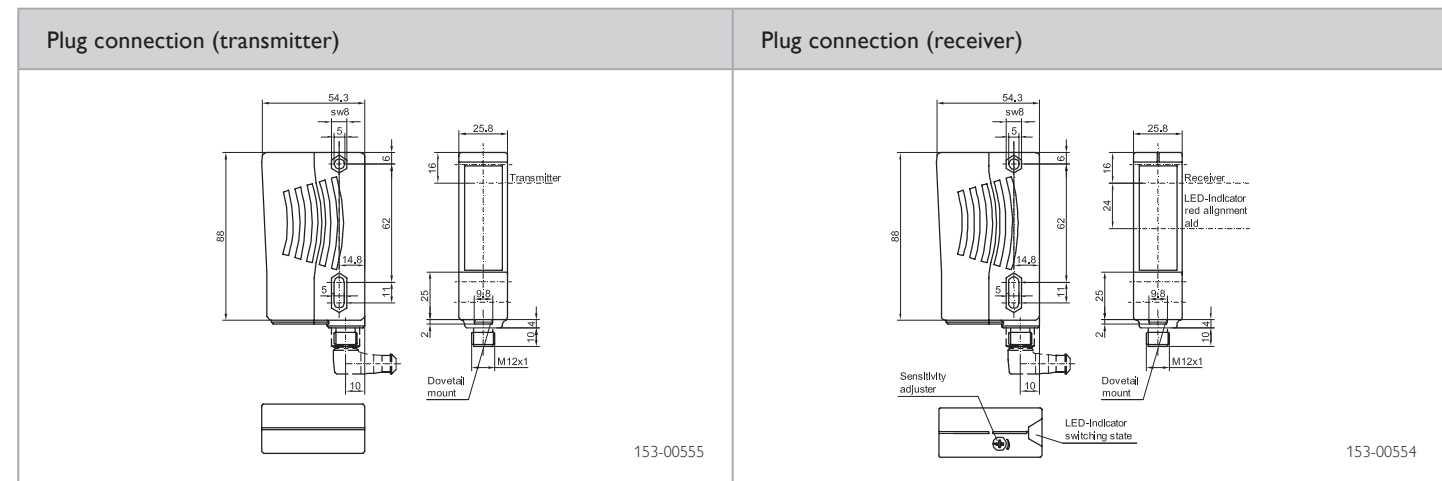 Plug connection (transmitter)
Plug connection (receiver)
54.3
sw8
5
25.8
6
16
Transmitter
88
62
14.8
5
11
25
9.8
2
4
10
M12x1
10
Dovetail
mount
153-00555
54.3
sw8
5
25.8
6
16
Receiver
24
LED-Indicator
red alignment
aid
88
62
14.8
5
11
25
9.8
2
4
10
M12x1
Sensitivity
adjuster
10
Dovetail
mount
LED-Indicator
switching state
153-00554